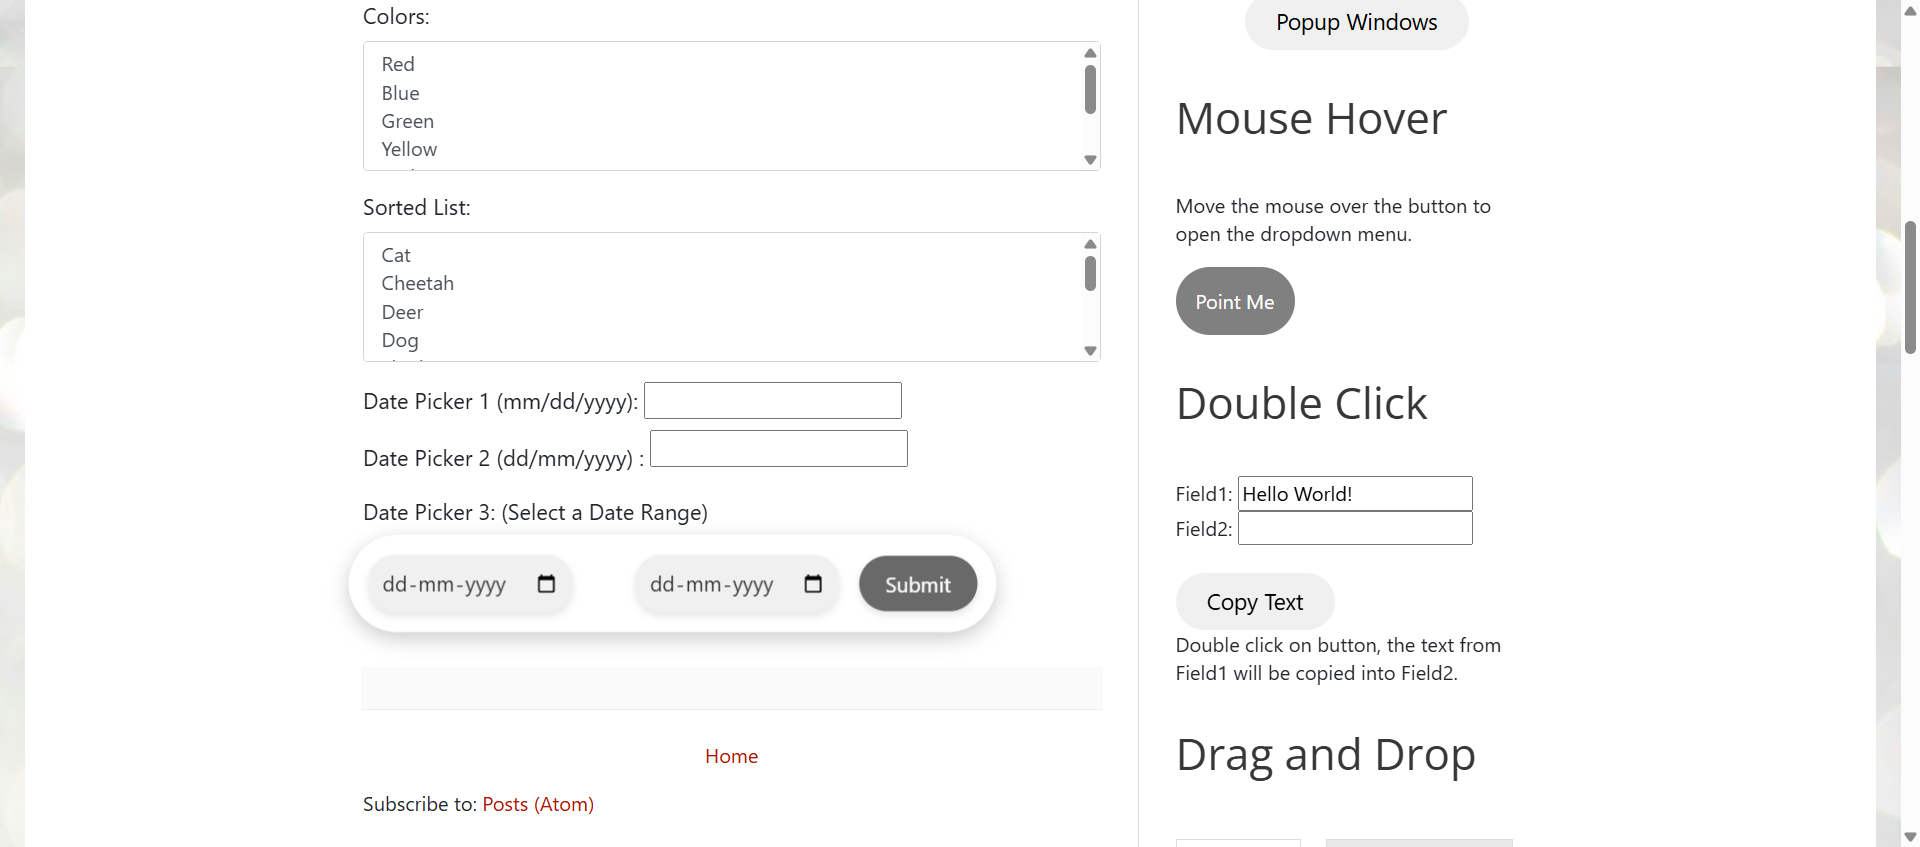 Colors:
Red
Blue
Green
Yellow
Sorted List:
Cat
Cheetah
Deer
Dog
Date Picker 1 (mm/dd/yyyy):
Date Picker 2 (dd/mm/yyyy) :
Date Picker 3: (Select a Date Range)
dd-mm-yyyy dd-mm-yyyy Submit
Home
Subscribe to: Posts (Atom)
Popup Windows
Mouse Hover
Move the mouse over the button to
open the dropdown menu.
Point Me
Double Click
Field1: Hello World!
Field2:
Copy Text
Double click on button, the text from
Field1 will be copied into Field2.
Drag and Drop